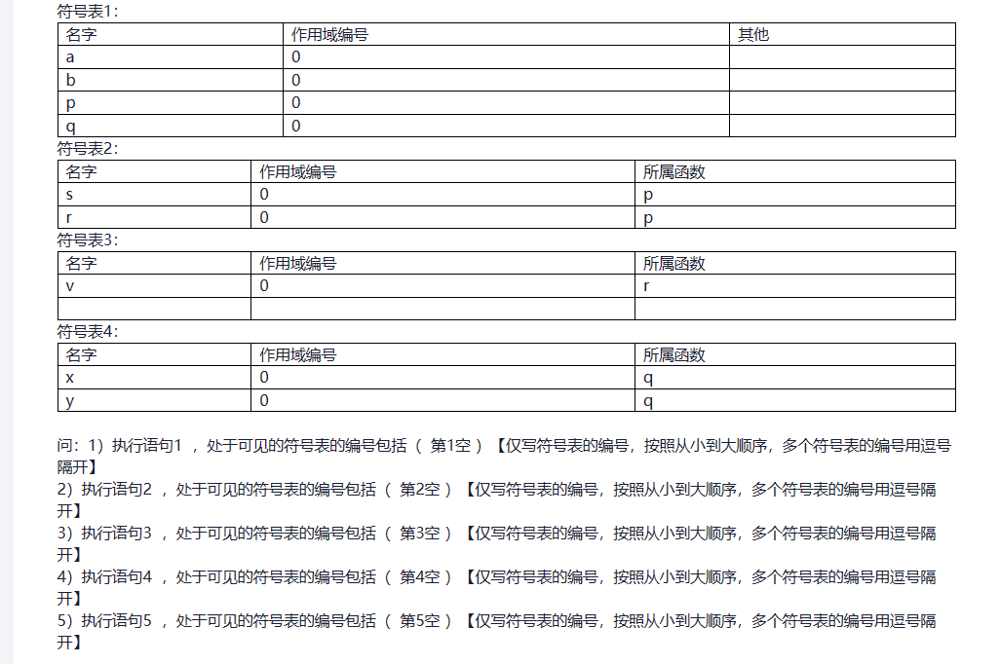 符号表1：
名字 作用域编号 其他
a 0
b 0
p 0
q 0
符号表2：
名字 作用域编号 所属函数
s 0 p
r 0 p
符号表3：
名字 作用域编号 所属函数
v 0 r
符号表4：
名字 作用域编号 所属函数
x 0 q
y 0 q
问：1）执行语句1 ，处于可见的符号表的编号包括（ 第1空 ）【仅写符号表的编号，按照从小到大顺序，多个符号表的编号用逗号
隔开】
2）执行语句2 ，处于可见的符号表的编号包括（ 第2空 ）【仅写符号表的编号，按照从小到大顺序，多个符号表的编号用逗号隔
开】
3）执行语句3 ，处于可见的符号表的编号包括（ 第3空 ）【仅写符号表的编号，按照从小到大顺序，多个符号表的编号用逗号隔
开】
4）执行语句4 ，处于可见的符号表的编号包括（ 第4空 ）【仅写符号表的编号，按照从小到大顺序，多个符号表的编号用逗号隔
开】
5）执行语句5 ，处于可见的符号表的编号包括（ 第5空 ）【仅写符号表的编号，按照从小到大顺序，多个符号表的编号用逗号隔
开】